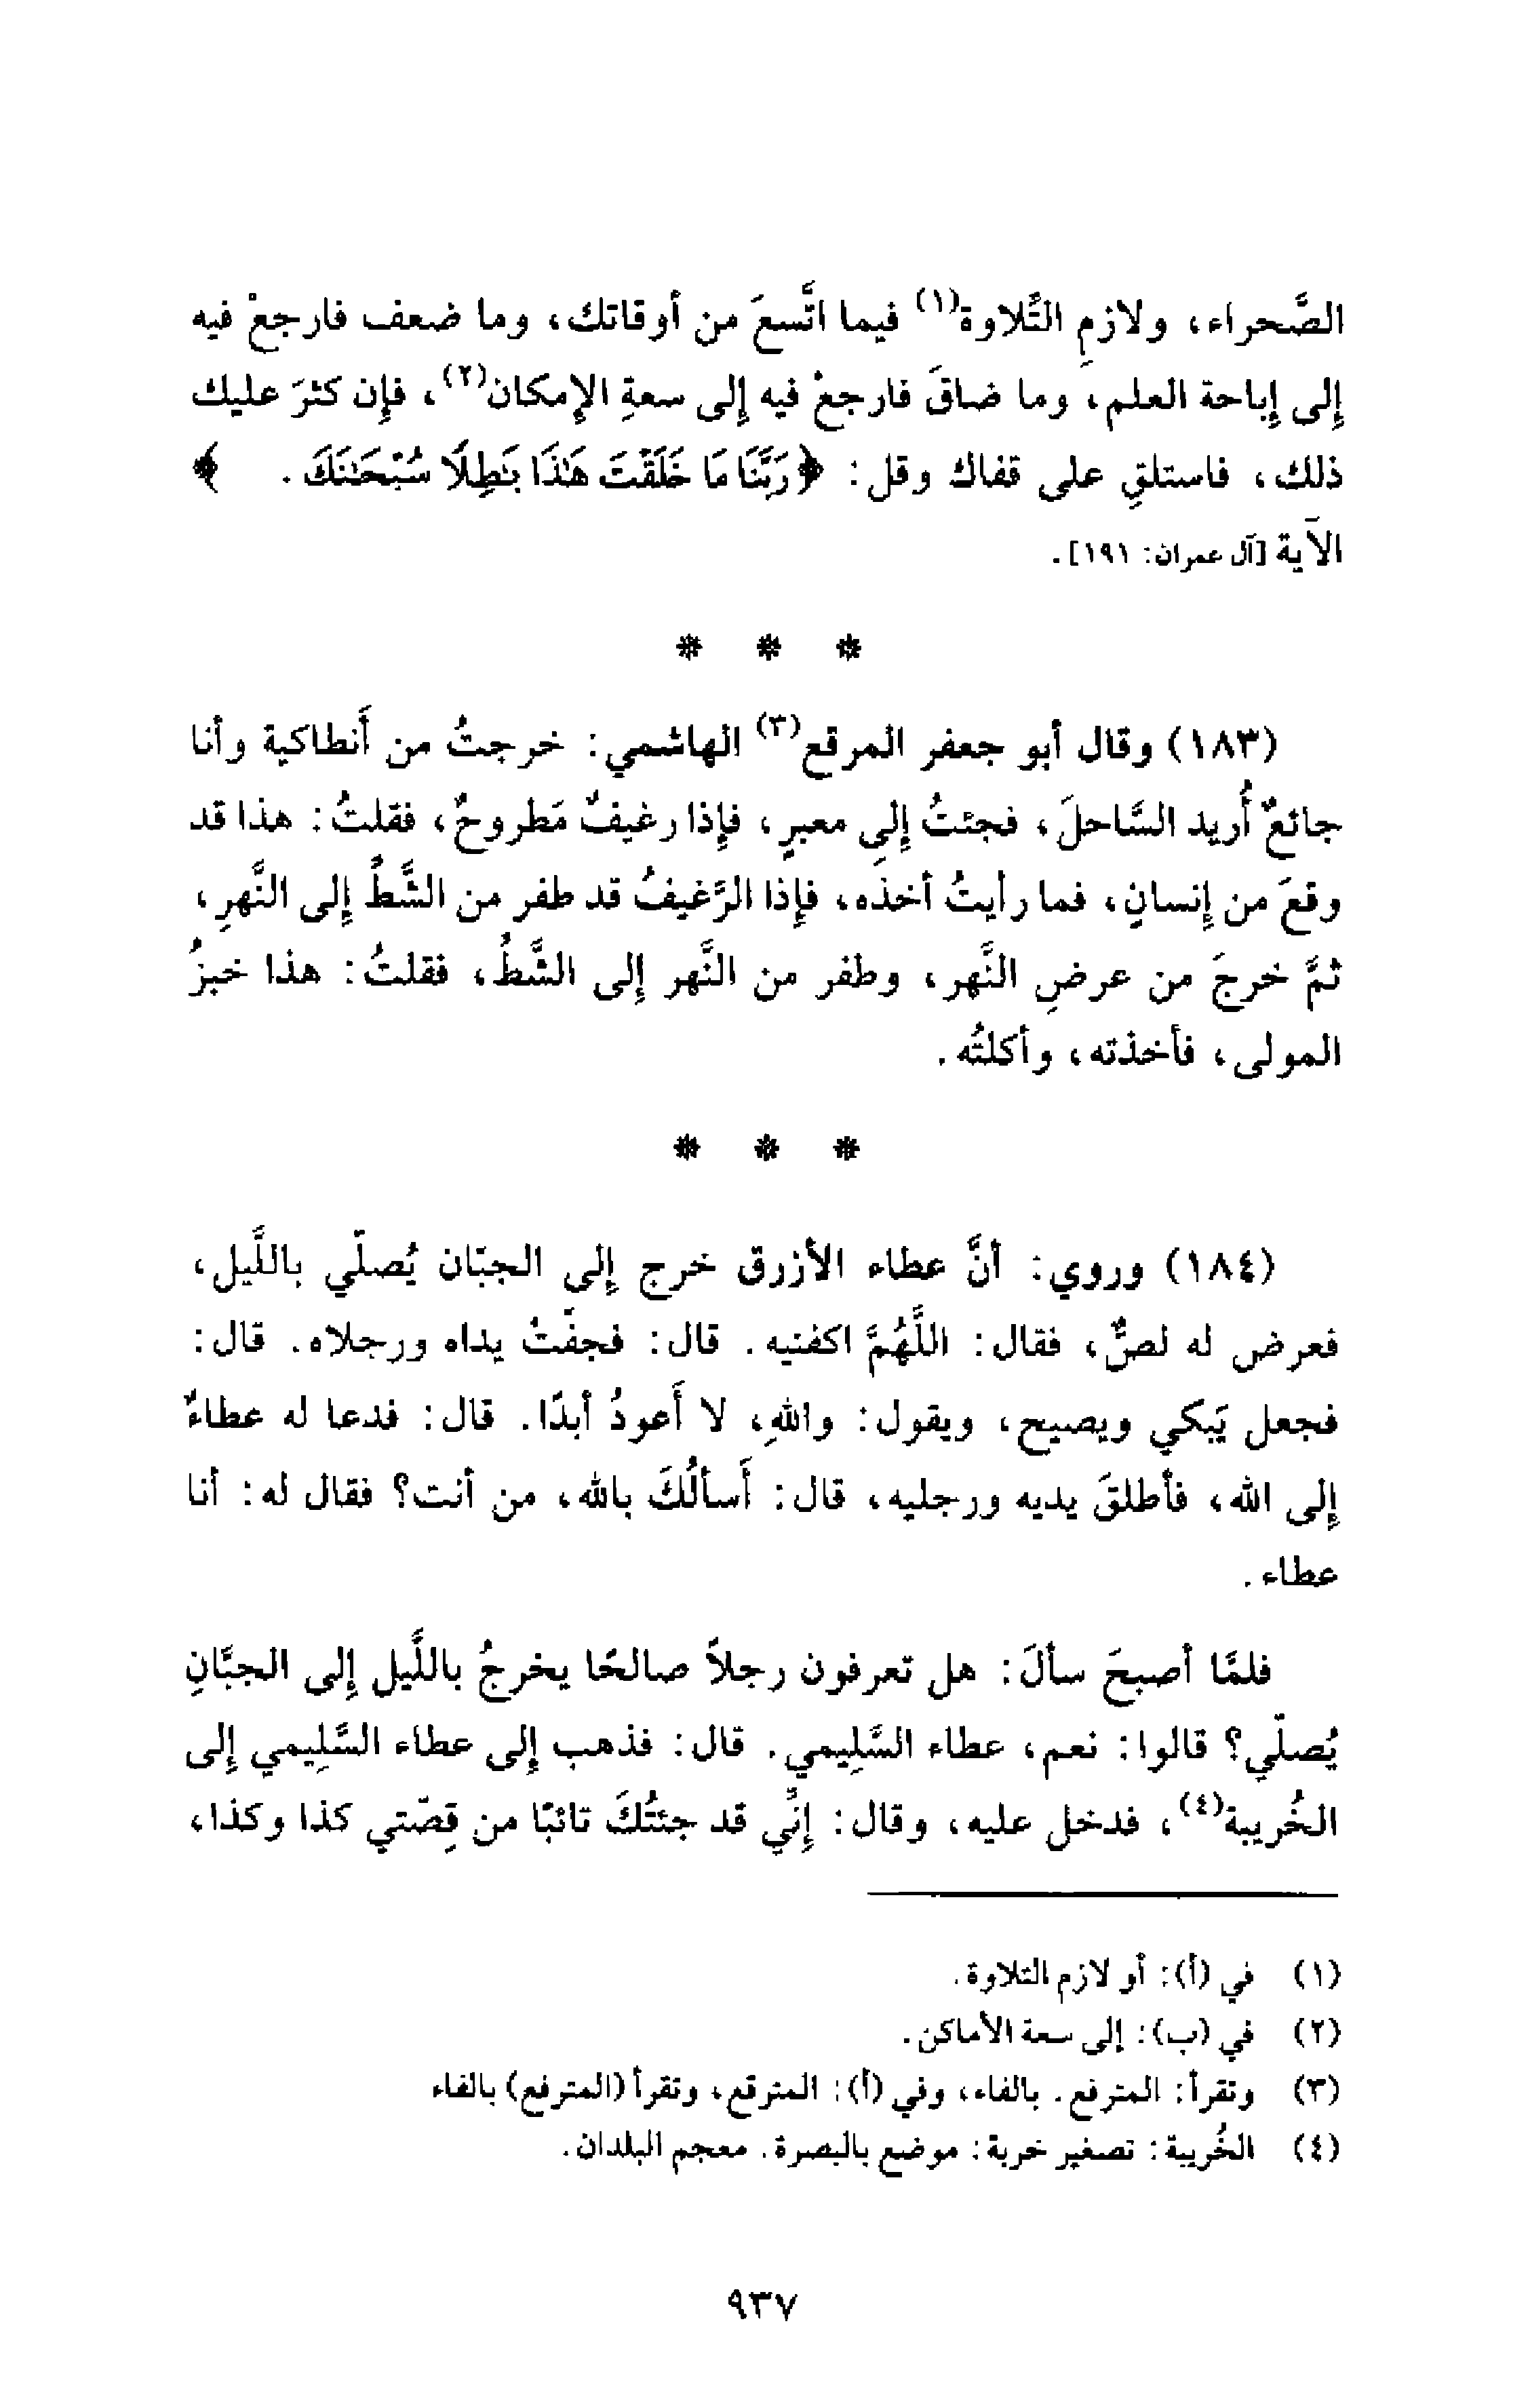 الصَّحراء، ولازمِ التِّلاوة(١) فيما اتَّسعَ من أوقاتك، وما ضعف فارجعْ فيه
إلى إباحة العلم، وما ضاقَ فارجعْ فيه إلى سعةِ الإمكان(٢)، فإن كثرَ عليك
ذلك، فاستلقِ على قفاك وقل: ﴿رَبَّنَا مَا خَلَقْتَ هَٰذَا بَٰطِلًا سُبْحَٰنَكَ . ﴾
الآية [آل عمران: ١٩١].
* * *
(١٨٣) وقال أبو جعفر المرقع(٣) الهاشمي: خرجتُ من أَنطاكية وأنا
جائعٌ أُريد السَّاحلَ، فجئتُ إلى معبرٍ، فإذا رغيفٌ مَطروحٌ، فقلتُ: هذا قد
وقعَ من إنسانٍ، فما رأيتُ أخذَه، فإذا الرَّغيفُ قد طفر من الشَّطِّ إلى النَّهرِ،
ثمَّ خرجَ من عرضِ النَّهر، وطفر من النَّهر إلى الشَّطِّ، فقلتُ: هذا خبزُ
المولى، فأخذته، وأكلتُه.
* * *
(١٨٤) وروي: أنَّ عطاء الأزرق خرج إلى الجبّان يُصلّي باللَّيل،
فعرض له لصٌّ، فقال: اللَّهُمَّ اكفنيه. قال: فجفّتْ يداه ورجلاه. قال:
فجعل يَبكي ويصيح، ويقول: واللهِ، لا أَعودُ أبدًا. قال: فدعا له عطاءٌ
إلى الله، فأطلقَ يديه ورجليه، قال: أَسألُكَ بالله، من أنت؟ فقال له: أنا
عطاء.
فلمَّا أصبحَ سألَ: هل تعرفون رجلاً صالحًا يخرجُ باللَّيل إلى الجبَّانِ
يُصلّي؟ قالوا: نعم، عطاء السَّلِيمي. قال: فذهب إلى عطاء السَّلِيمي إلى
الخُريبة(٤)، فدخل عليه، وقال: إنِّي قد جئتُكَ تائبًا من قِصّتي كذا وكذا،
(١) في (أ): أو لازم التلاوة.
(٢) في (ب): إلى سعة الأماكن.
(٣) وتقرأ: المترفع. بالفاء، وفي (أ): المترقع، وتقرأ (المترفع) بالفاء
(٤) الخُريبة: تصغير خربة: موضع بالبصرة. معجم البلدان.
٩٣٧